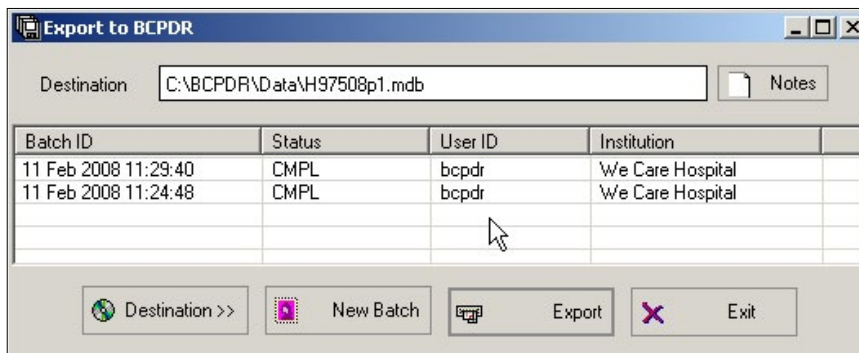 Export to BCPDR
Destination C:\BCPDR\Data\H97508p1.mdb Notes
Batch ID Status User ID Institution
11 Feb 2008 11:29:40 CMPL bcpdr We Care Hospital
11 Feb 2008 11:24:48 CMPL bcpdr We Care Hospital
Destination >> New Batch Export Exit